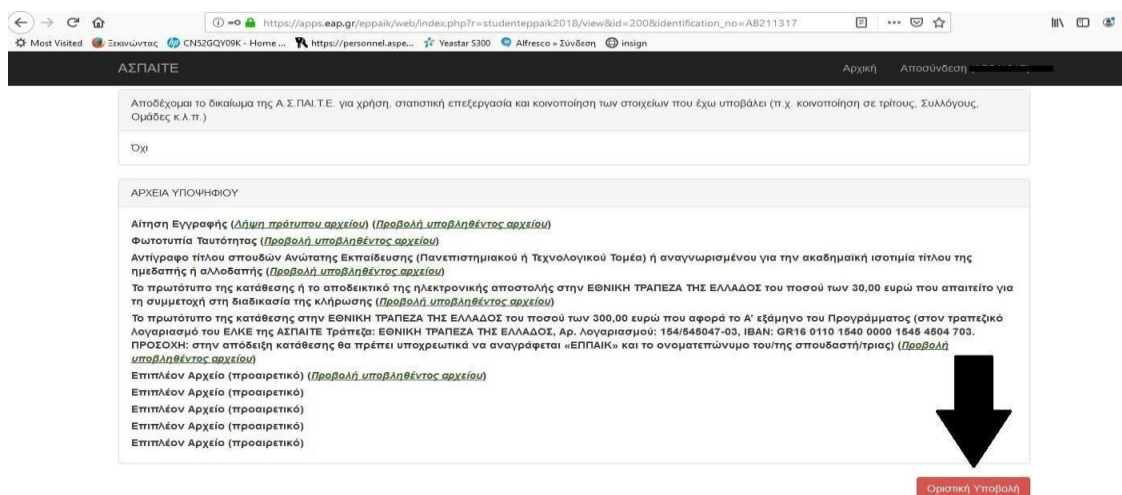 https://apps.eap.gr/eppaik/web/index.php?r=studenteppaik2018/view&id=200&identification_no=AB211317
Most Visited Ξεκινώντας CN52GQY09K - Home ... https://personnel.aspe... Yeastar S300 Alfresco » Σύνδεση insign
ΑΣΠΑΙΤΕ Αρχική Αποσύνδεση
Αποδέχομαι το δικαίωμα της Α.Σ.ΠΑΙ.Τ.Ε. για χρήση, στατιστική επεξεργασία και κοινοποίηση των στοιχείων που έχω υποβάλει (π.χ. κοινοποίηση σε τρίτους, Συλλόγους,
Ομάδες κ.λ.π.)
Όχι
ΑΡΧΕΙΑ ΥΠΟΨΗΦΙΟΥ
Αίτηση Εγγραφής (Λήψη πρότυπου αρχείου) (Προβολή υποβληθέντος αρχείου)
Φωτοτυπία Ταυτότητας (Προβολή υποβληθέντος αρχείου)
Αντίγραφο τίτλου σπουδών Ανώτατης Εκπαίδευσης (Πανεπιστημιακού ή Τεχνολογικού Τομέα) ή αναγνωρισμένου για την ακαδημαϊκή ισοτιμία τίτλου της
ημεδαπής ή αλλοδαπής (Προβολή υποβληθέντος αρχείου)
Το πρωτότυπο της κατάθεσης ή το αποδεικτικό της ηλεκτρονικής αποστολής στην ΕΘΝΙΚΗ ΤΡΑΠΕΖΑ ΤΗΣ ΕΛΛΑΔΟΣ του ποσού των 30,00 ευρώ που απαιτείτο για
τη συμμετοχή στη διαδικασία της κλήρωσης (Προβολή υποβληθέντος αρχείου)
Το πρωτότυπο της κατάθεσης στην ΕΘΝΙΚΗ ΤΡΑΠΕΖΑ ΤΗΣ ΕΛΛΑΔΟΣ του ποσού των 300,00 ευρώ που αφορά το Α' εξάμηνο του Προγράμματος (στον τραπεζικό
λογαριασμό του ΕΛΚΕ της ΑΣΠΑΙΤΕ Τράπεζα: ΕΘΝΙΚΗ ΤΡΑΠΕΖΑ ΤΗΣ ΕΛΛΑΔΟΣ, Αρ. Λογαριασμού: 154/545047-03, IBAN: GR16 0110 1540 0000 1545 4504 703.
ΠΡΟΣΟΧΗ: στην απόδειξη κατάθεσης θα πρέπει υποχρεωτικά να αναγράφεται «ΕΠΠΑΙΚ» και το ονοματεπώνυμο του/της σπουδαστή/τριας) (Προβολή
υποβληθέντος αρχείου)
Επιπλέον Αρχείο (προαιρετικό) (Προβολή υποβληθέντος αρχείου)
Επιπλέον Αρχείο (προαιρετικό)
Επιπλέον Αρχείο (προαιρετικό)
Επιπλέον Αρχείο (προαιρετικό)
Επιπλέον Αρχείο (προαιρετικό)
Οριστική Υποβολή